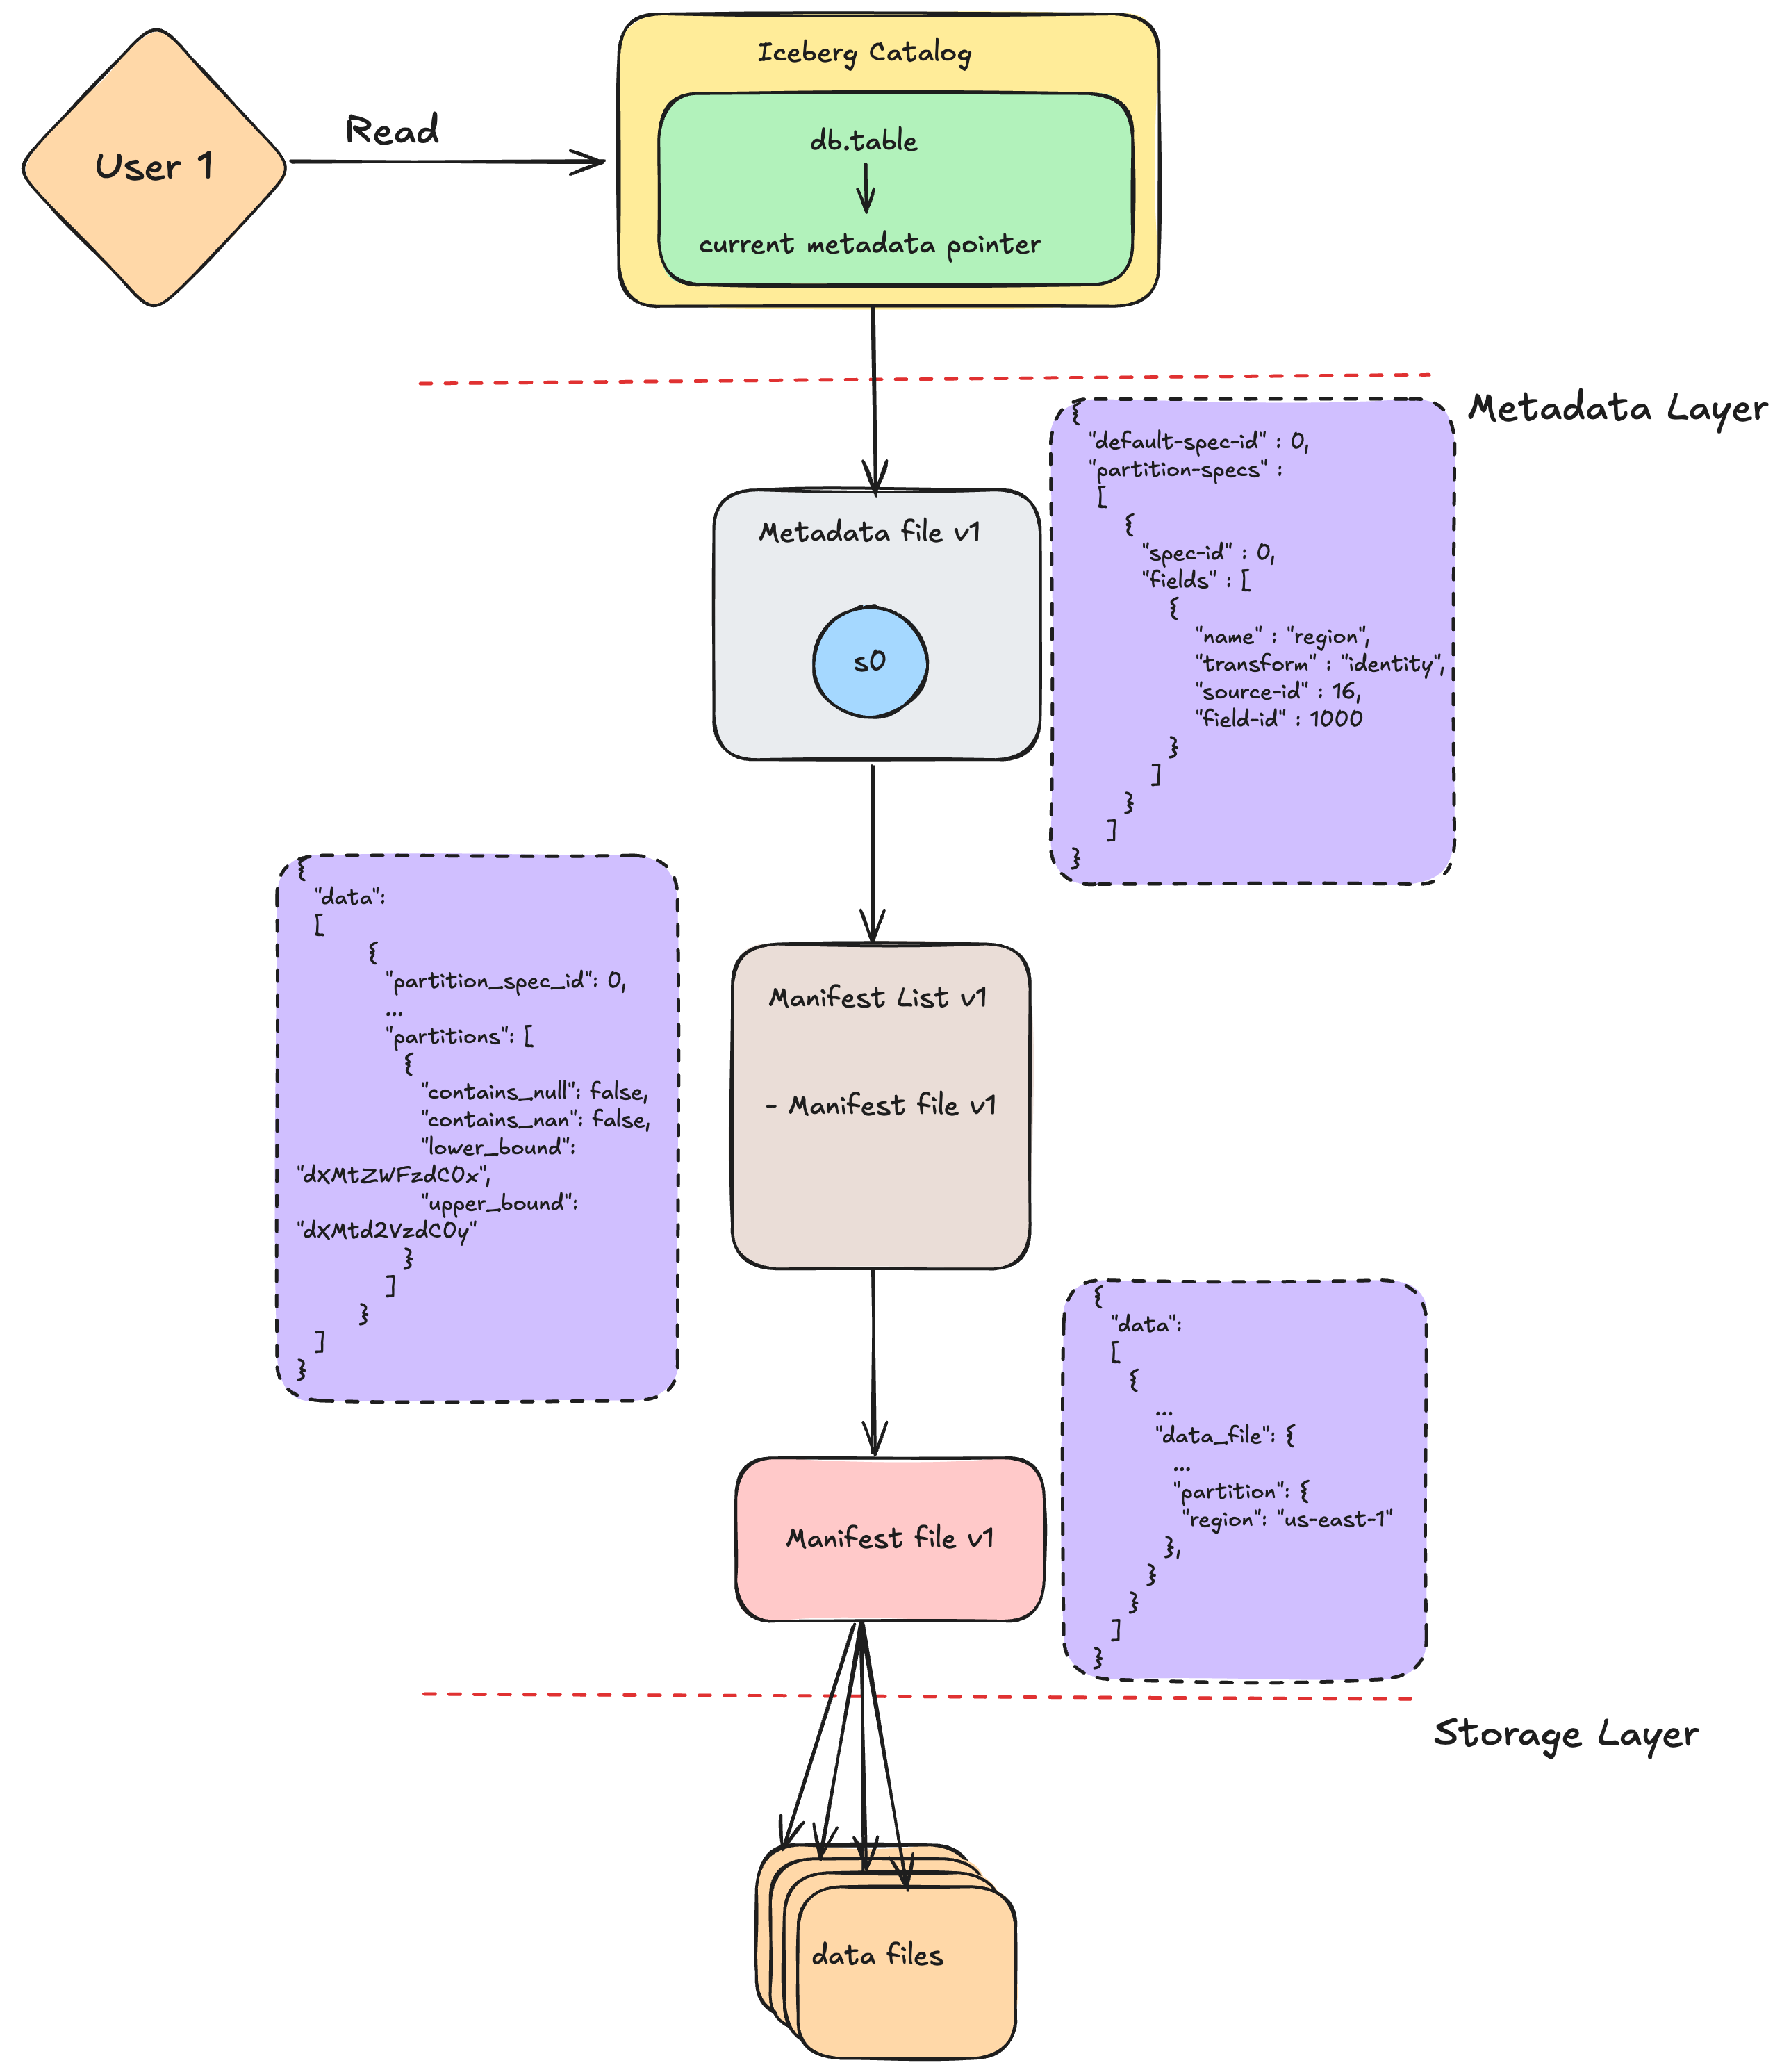 Iceberg Catalog
User 1
Read
db.table
current metadata pointer
Metadata Layer
Metadata file v1
s0
{
"default-spec-id" : 0,
"partition-specs" :
[
{
"spec-id" : 0,
"fields" : [
{
"name" : "region",
"transform" : "identity",
"source-id" : 16,
"field-id" : 1000
}
]
}
]
}
{
"data":
[
{
"partition_spec_id": 0,
...
"partitions": [
{
"contains_null": false,
"contains_nan": false,
"lower_bound":
"dXMtZWFzdC0x",
"upper_bound":
"dXMtd2VzdC0y"
}
]
}
]
}
Manifest List v1
- Manifest file v1
{
"data":
[
{
...
"data_file": {
...
"partition": {
"region": "us-east-1"
},
}
}
]
}
Manifest file v1
Storage Layer
data files